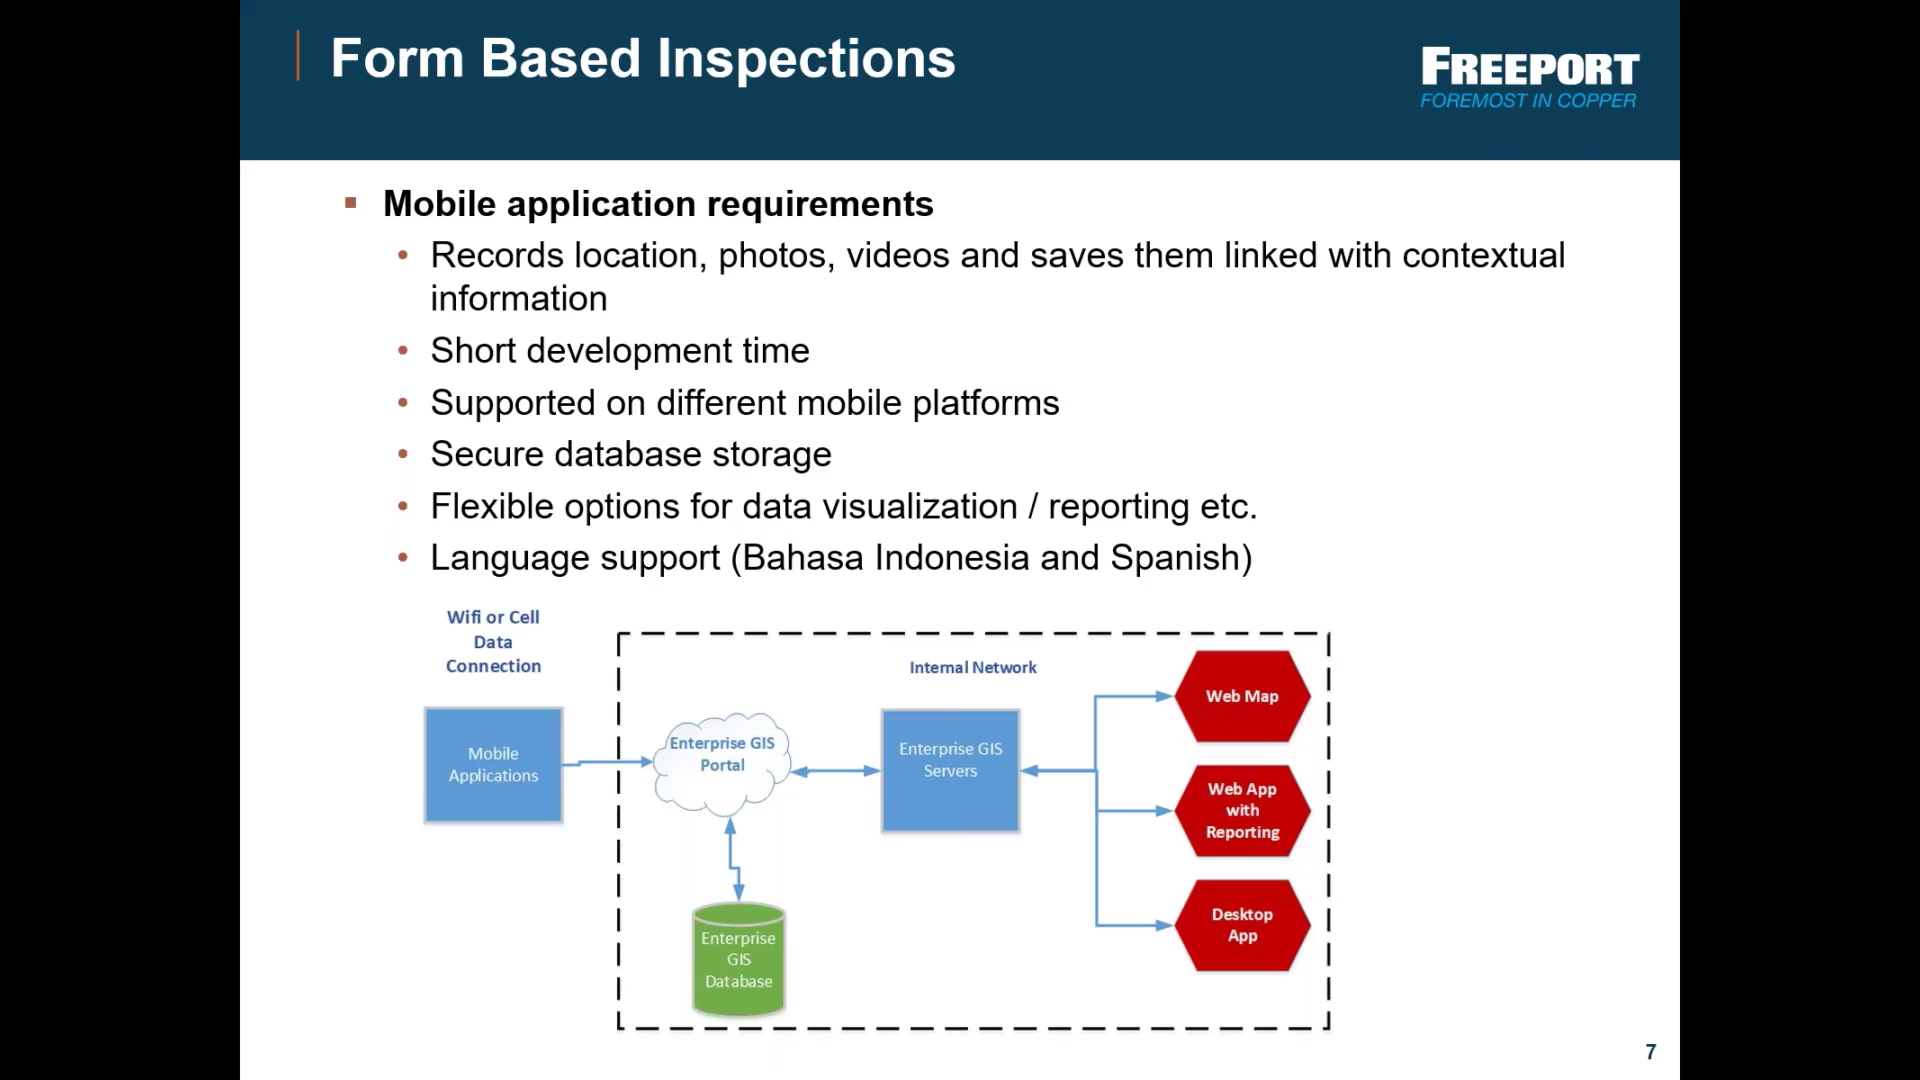 Form Based Inspections
FREEPORT
FOREMOST IN COPPER
Mobile application requirements
Records location, photos, videos and saves them linked with contextual
information
Short development time
Supported on different mobile platforms
Secure database storage
Flexible options for data visualization / reporting etc.
Language support (Bahasa Indonesia and Spanish)
Wifi or Cell
Data
Connection
Internal Network
Mobile
Applications
Enterprise GIS
Portal
Enterprise GIS
Servers
Web Map
Web App
with
Reporting
Desktop
App
Enterprise
GIS
Database
7